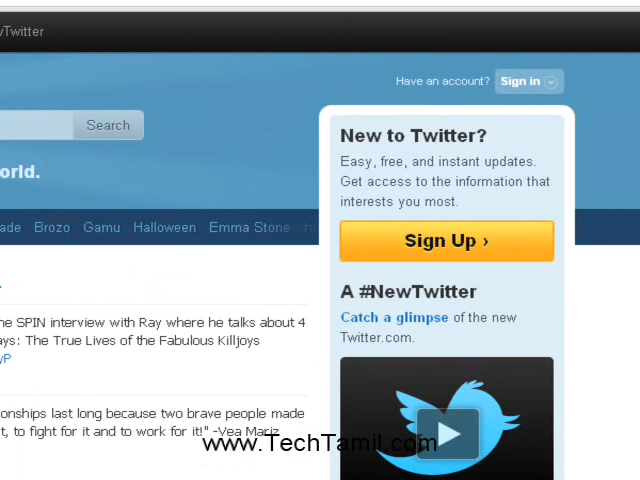 Twitter
Have an account? Sign in
Search
New to Twitter?
Easy, free, and instant updates.
Get access to the information that
interests you most.
orld.
ade Brozo Gamu Halloween Emma Stone
Sign Up ›
A #NewTwitter
Catch a glimpse of the new
Twitter.com.
ne SPIN interview with Ray where he talks about 4
ays: The True Lives of the Fabulous Killjoys
yP
onships last long because two brave people made
t, to fight for it and to work for it!" -Vea Mariz
www.TechTamil.com